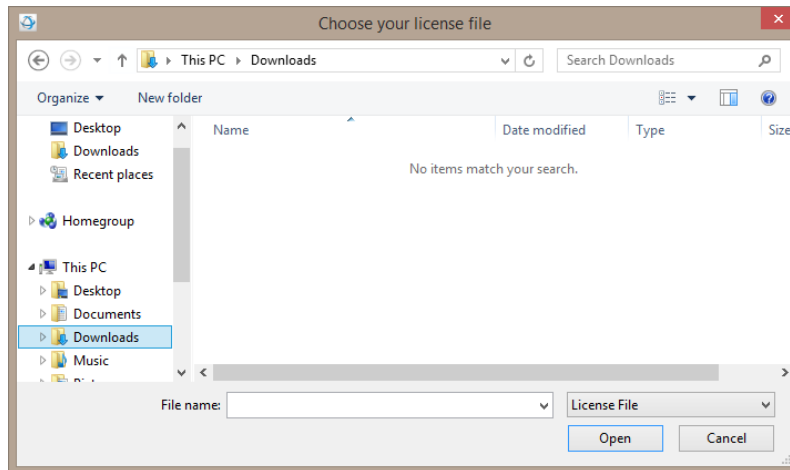 Choose your license file
This PC Downloads
Search Downloads
Organize
New folder
Name
Date modified
Type
Size
Desktop
Downloads
Recent places
Homegroup
This PC
Desktop
Documents
Downloads
Music
No items match your search.
File name:
License File
Open
Cancel